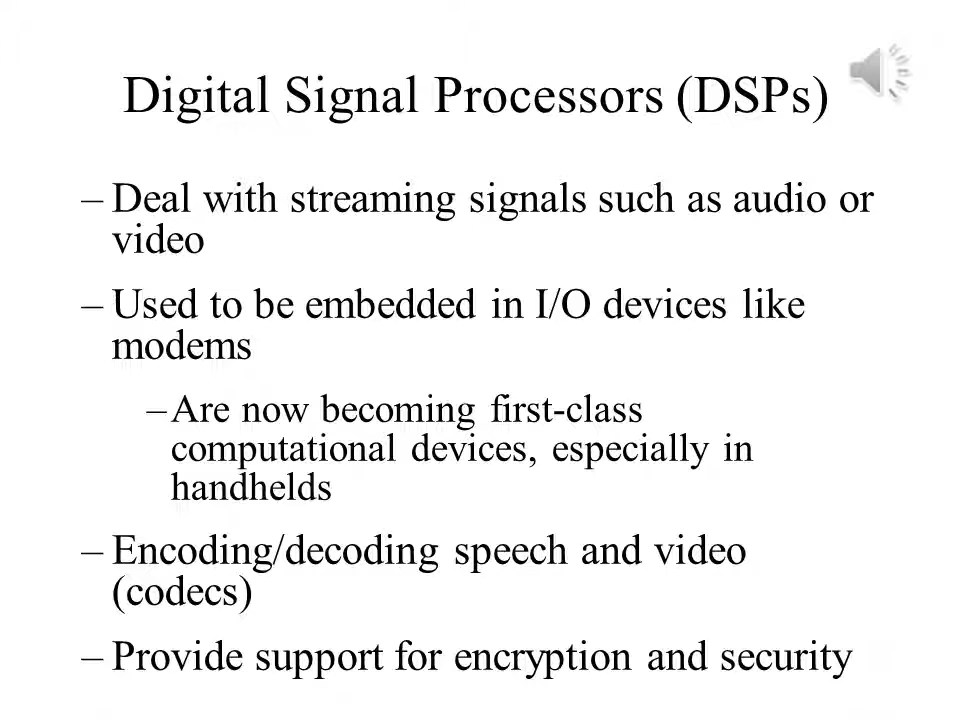 Digital Signal Processors (DSPs)
– Deal with streaming signals such as audio or
video
– Used to be embedded in I/O devices like
modems
– Are now becoming first-class
computational devices, especially in
handhelds
– Encoding/decoding speech and video
(codecs)
– Provide support for encryption and security